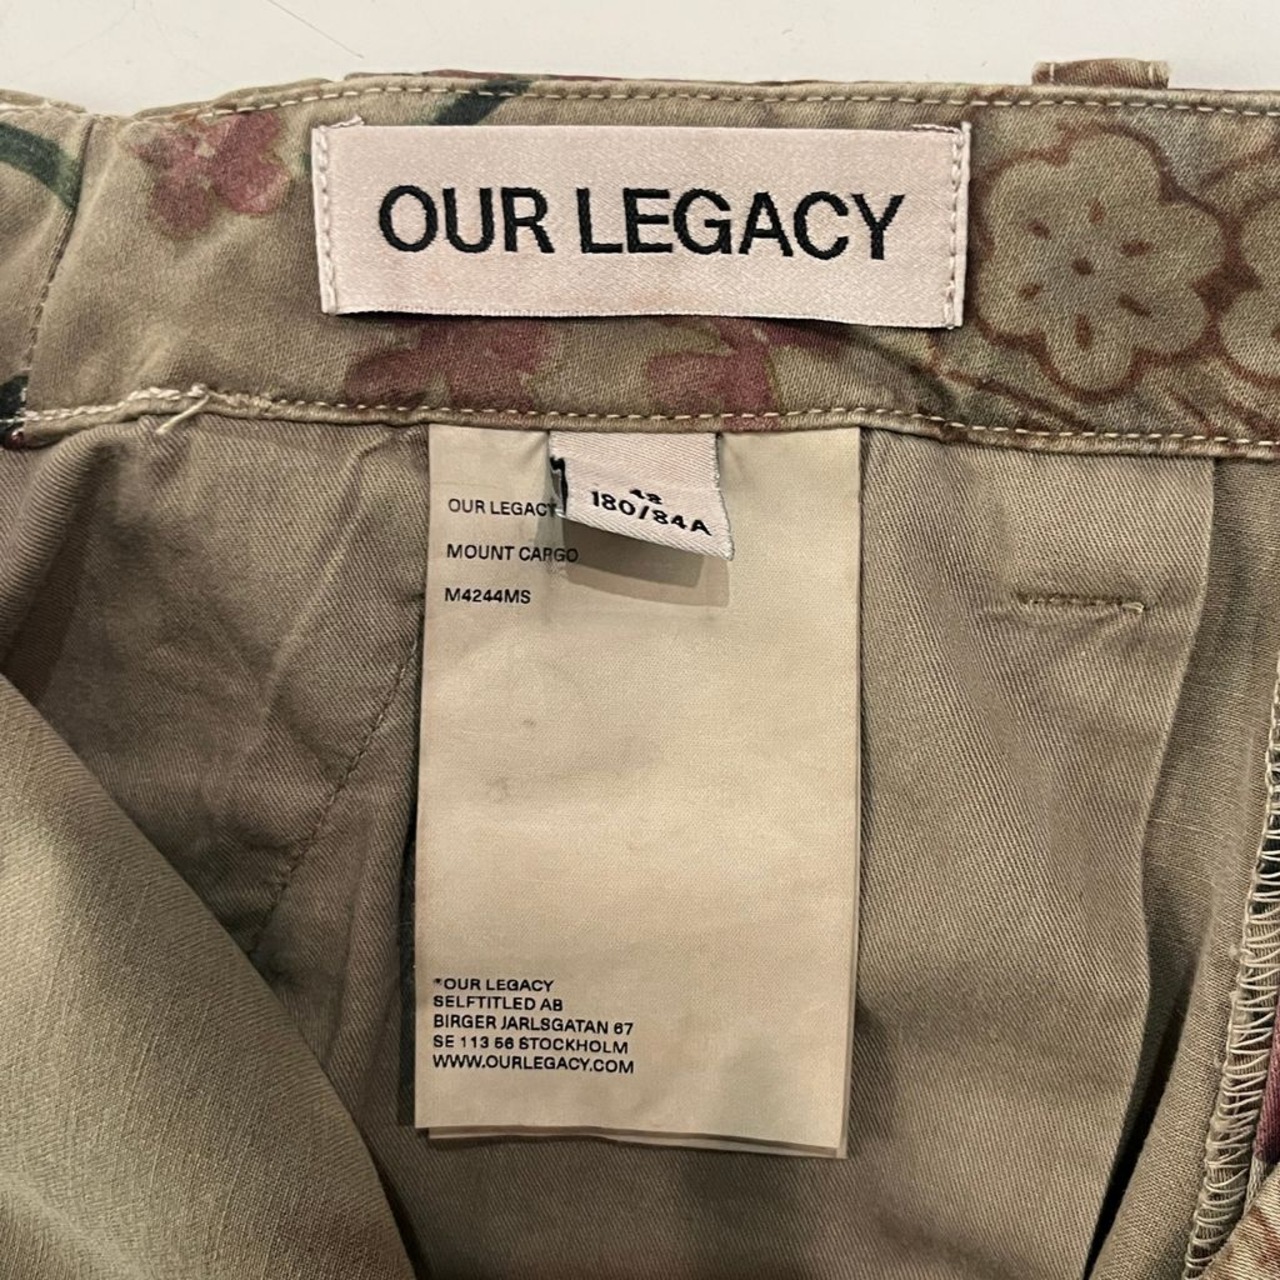 OUR LEGACY
48
180/84A
OUR LEGACY
MOUNT CARGO
M4244MS
*OUR LEGACY
SELFTITLED AB
BIRGER JARLSGATAN 67
SE 113 56 STOCKHOLM
WWW.OURLEGACY.COM